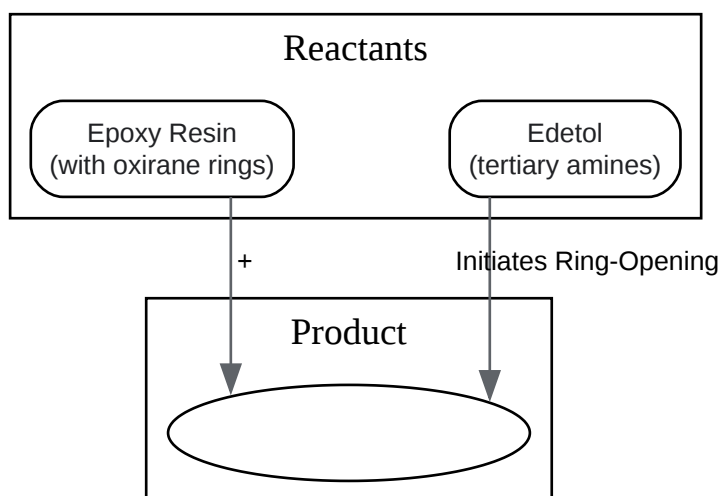 Reactants
Epoxy Resin
(with oxirane rings)
Edetol
(tertiary amines)
+
Initiates Ring-Opening
Product